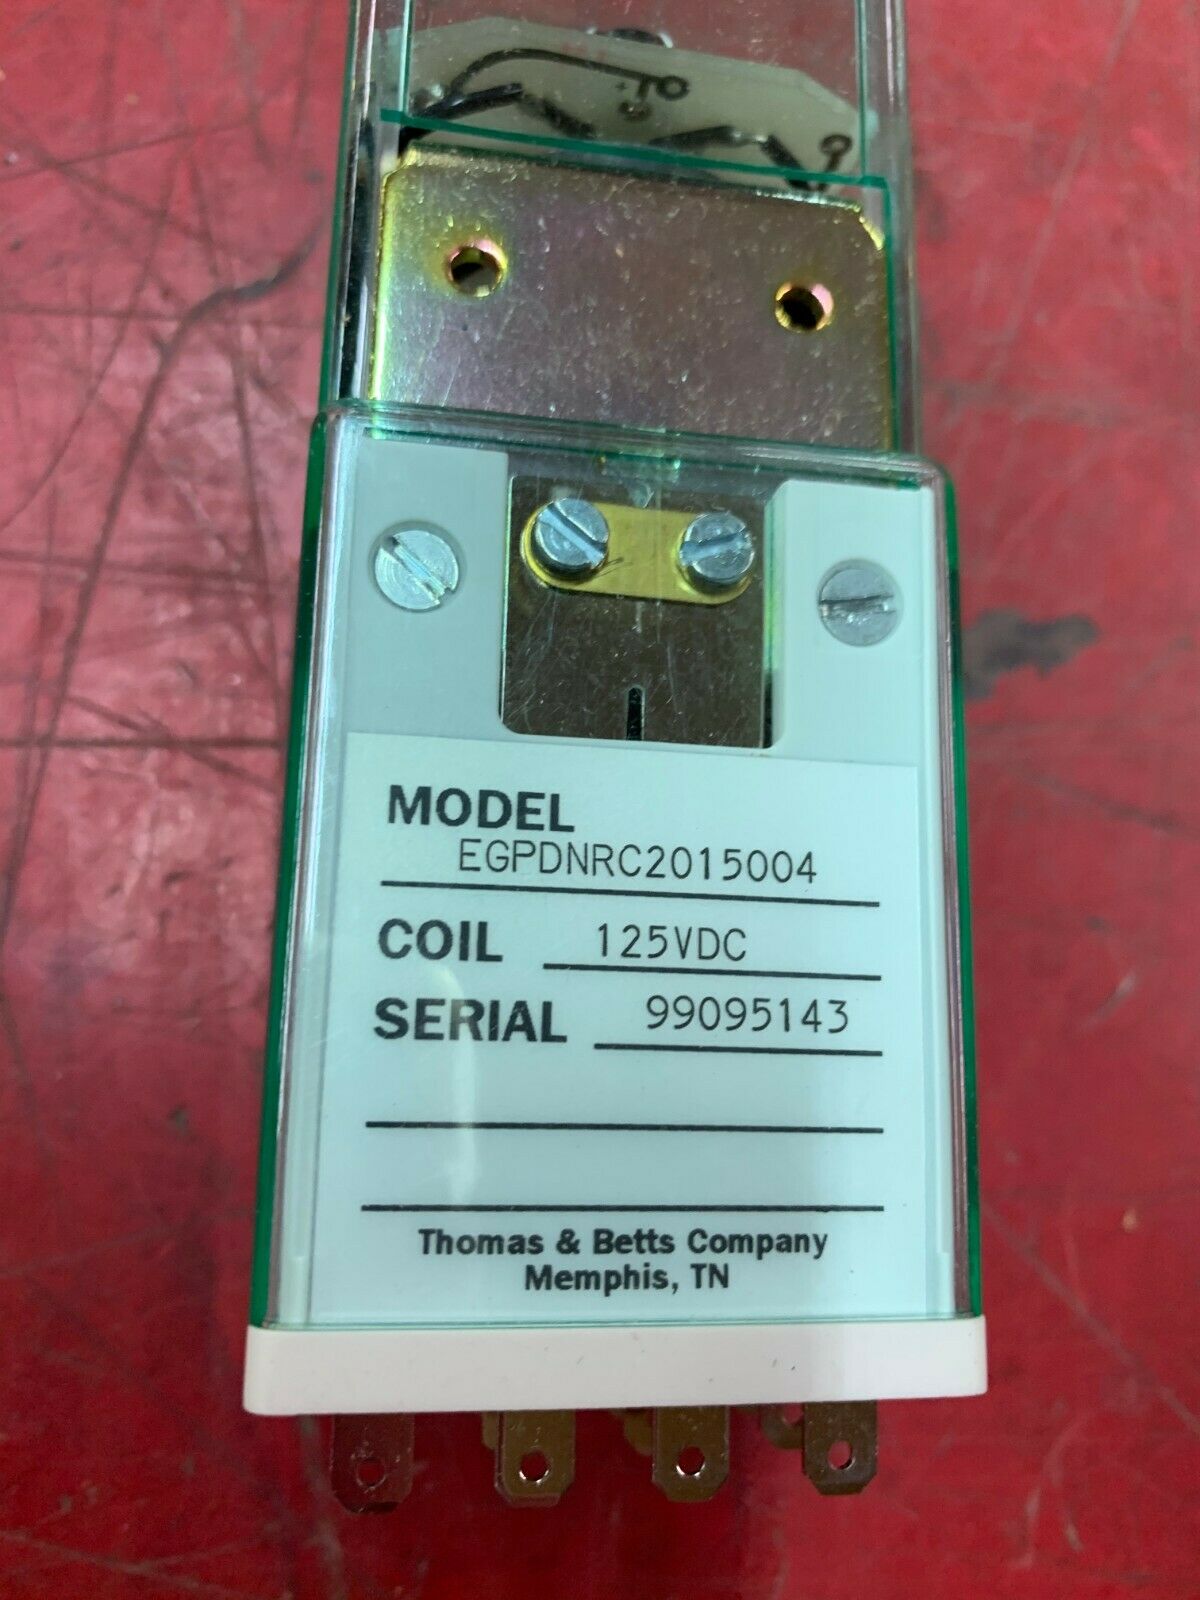 MODEL
EGPDNRC2015004
COIL 125VDC
SERIAL 99095143
Thomas & Betts Company
Memphis, TN